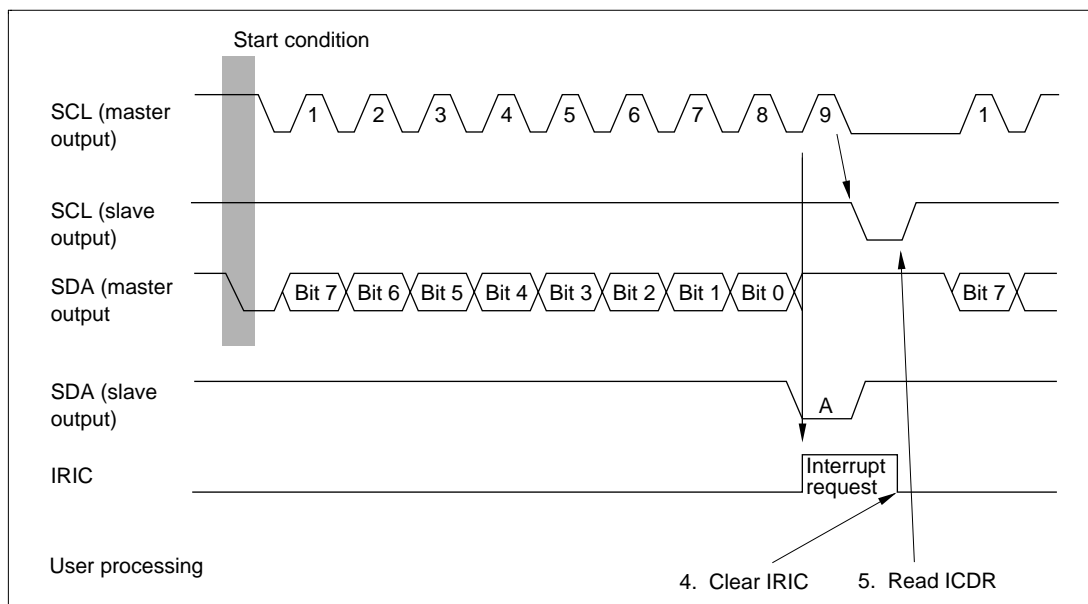 Start condition
SCL (master
output)
1 2 3 4 5 6 7 8 9 1
SCL (slave
output)
SDA (master
output
Bit 7 Bit 6 Bit 5 Bit 4 Bit 3 Bit 2 Bit 1 Bit 0 Bit 7
SDA (slave
output)
A
IRIC
Interrupt
request
User processing
4. Clear IRIC
5. Read ICDR